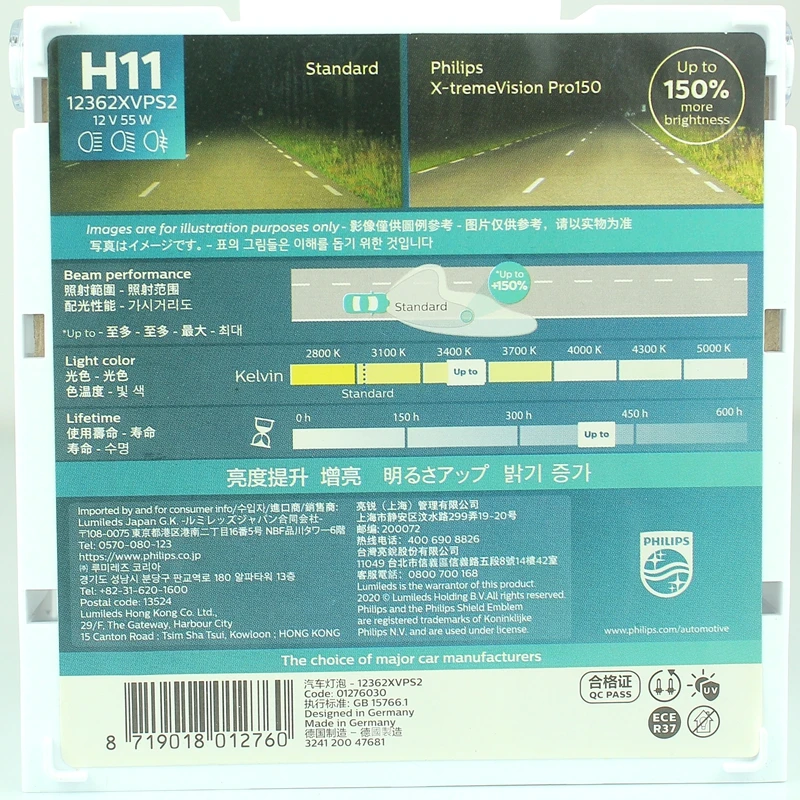 H11
12362XVPS2
12 V 55 W
Standard
Philips
X-tremeVision Pro150
Up to
150%
more
brightness
Images are for illustration purposes only - 影像僅供圖例參考 - 图片仅供参考，请以实物为准
写真はイメージです。- 표의 그림들은 이해를 돕기 위한 것입니다
Beam performance
照射範圍 - 照射范围
配光性能 - 가시거리도
*Up to - 至多 - 至多 - 最大 - 최대
Standard
*Up to
+150%
Light color
光色 - 光色
色温度 - 빛 색
Kelvin
2800 K 3100 K 3400 K 3700 K 4000 K 4300 K 5000 K
Up to
Standard
Lifetime
使用壽命 - 寿命
寿命 - 수명
0 h 150 h 300 h 450 h 600 h
Up to
亮度提升 增亮 明るさアップ 밝기 증가
Imported by and for consumer info/수입자/進口商/銷售商:
Lumileds Japan G.K. -ルミレッズジャパン合同会社-
〒108-0075 東京都港区港南二丁目16番5号 NBF品川タワー6階
Tel: 0570-080-123
https://www.philips.co.jp
㈜ 루미레즈 코리아
경기도 성남시 분당구 판교역로 180 알파타워 13층
Tel: +82-31-620-1600
Postal code: 13524
Lumileds Hong Kong Co. Ltd.,
29/F, The Gateway, Harbour City
15 Canton Road ; Tsim Sha Tsui, Kowloon ; HONG KONG
亮锐（上海）管理有限公司
上海市静安区汶水路299弄19-20号
邮编: 200072
热线电话: 400 690 8826
台灣亮銳股份有限公司
11049 台北市信義區信義路五段8號14樓42室
客服電話: 0800 700 168
Lumileds is the warrantor of this product.
2020 © Lumileds Holding B.V.All rights reserved.
Philips and the Philips Shield Emblem
are registered trademarks of Koninklijke
Philips N.V. and are used under license.
PHILIPS
www.philips.com/automotive
The choice of major car manufacturers
8 719018 012760
汽车灯泡 - 12362XVPS2
Code: 01276030
执行标准: GB 15766.1
Designed in Germany
Made in Germany
德国制造 - 德國製造
3241 200 47681
合格证
QC PASS
UV
ECE
R37